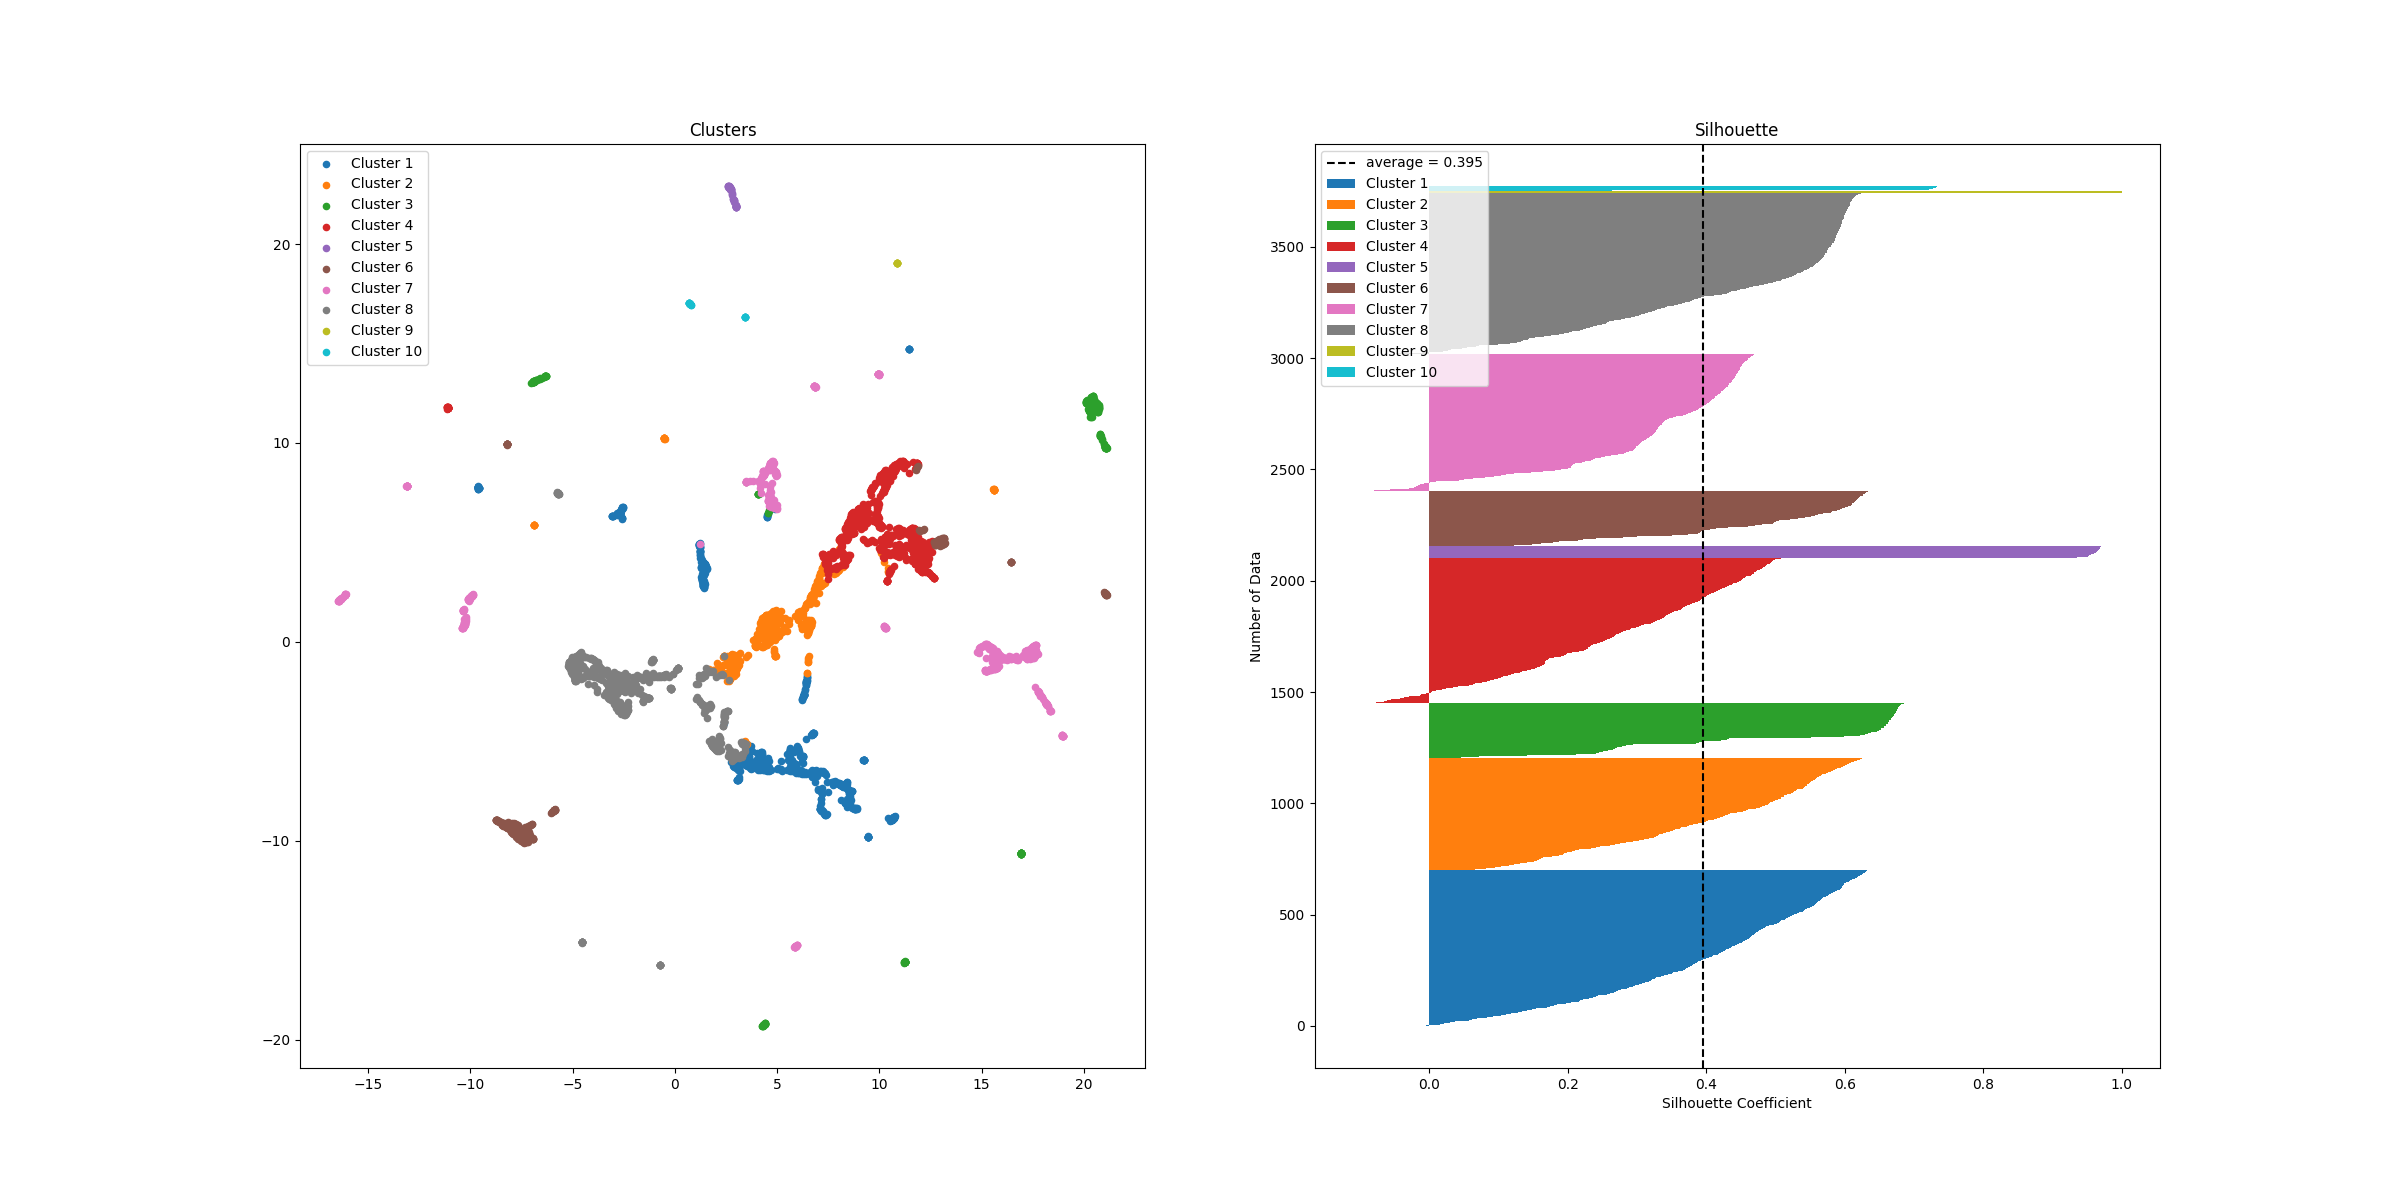 Clusters
Cluster 1
Cluster 2
Cluster 3
Cluster 4
Cluster 5
Cluster 6
Cluster 7
Cluster 8
Cluster 9
Cluster 10
20
10
0
−10
−20
−15
−10
−5
0
5
10
15
20
Silhouette
average = 0.395
Cluster 1
Cluster 2
Cluster 3
Cluster 4
Cluster 5
Cluster 6
Cluster 7
Cluster 8
Cluster 9
Cluster 10
Number of Data
3500
3000
2500
2000
1500
1000
500
0
0.0
0.2
0.4
0.6
0.8
1.0
Silhouette Coefficient